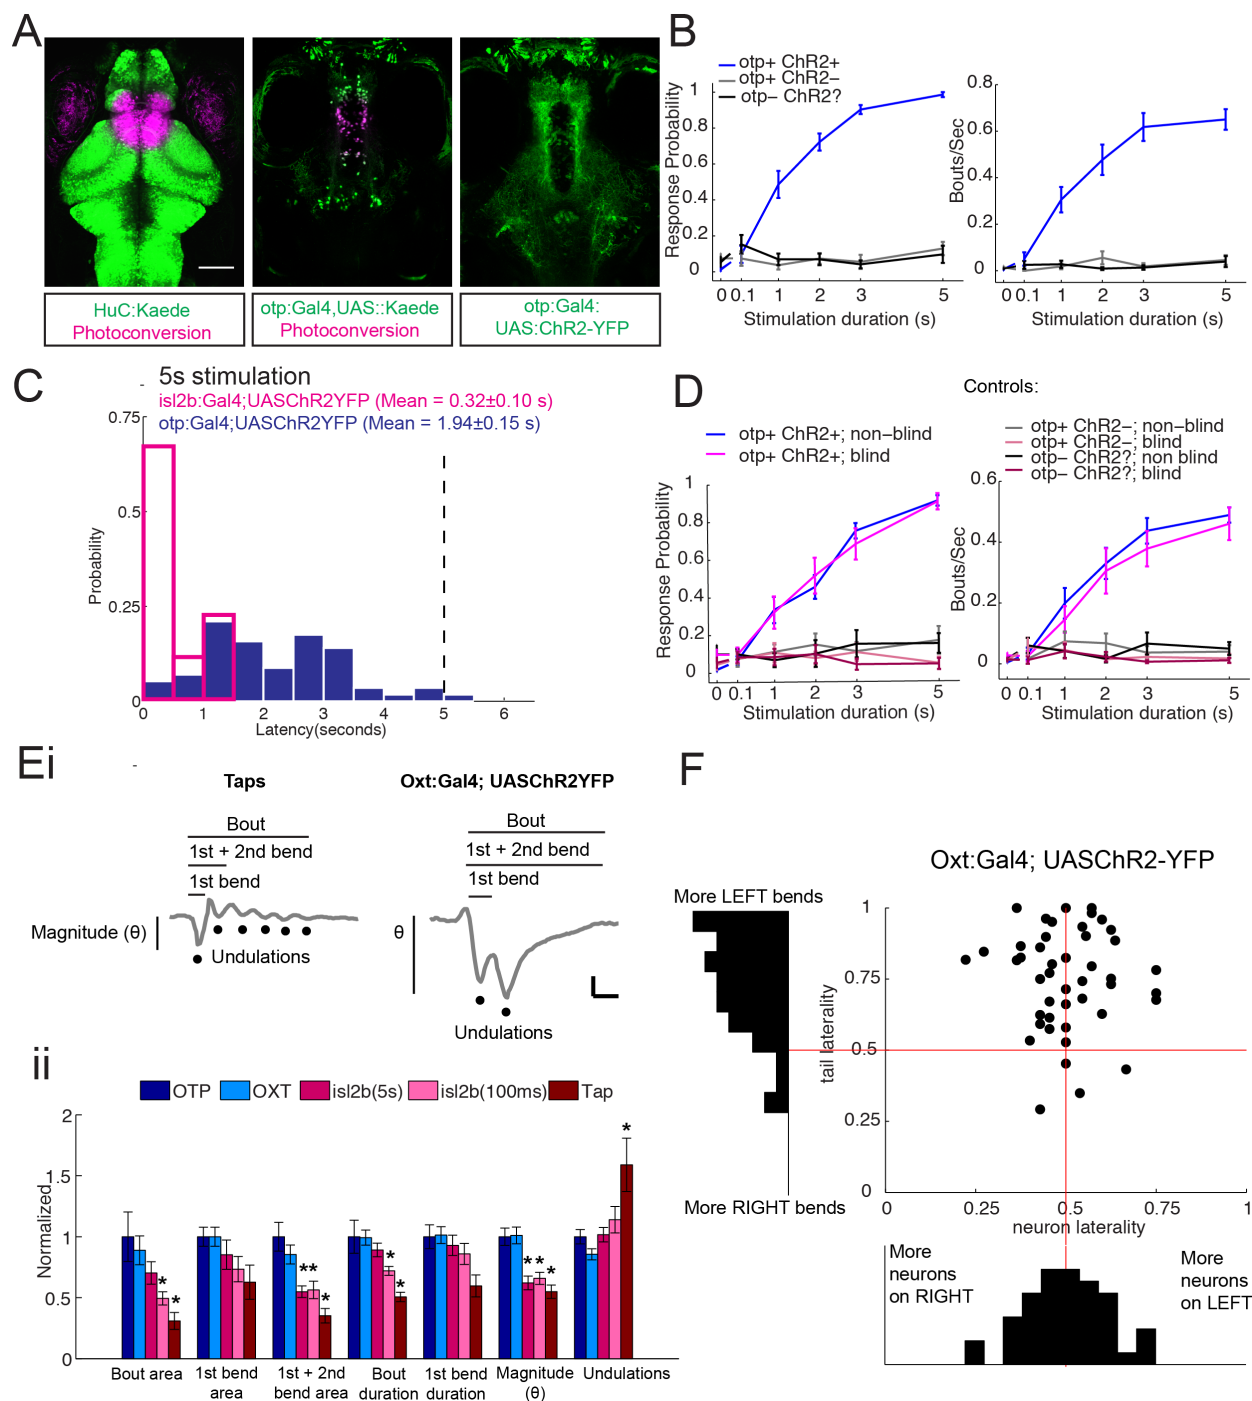 A
HuC:Kaede
Photoconversion
otp:Gal4,UAS::Kaede
Photoconversion
otp:Gal4:
UAS:ChR2-YFP
B
otp+ ChR2+
otp+ ChR2−
otp− ChR2?
Response Probability
1
0.8
0.6
0.4
0.2
0
0 0.1 1 2 3 5
Stimulation duration (s)
Bouts/Sec
0.8
0.6
0.4
0.2
0
0 0.1 1 2 3 5
Stimulation duration (s)
C
5s stimulation
isl2b:Gal4;UASChR2YFP (Mean = 0.32±0.10 s)
otp:Gal4;UASChR2YFP (Mean = 1.94±0.15 s)
Probability
0.75
0.5
0.25
0
0 1 2 3 4 5 6
Latency(seconds)
D
otp+ ChR2+; non−blind
otp+ ChR2+; blind
Controls:
otp+ ChR2−; non−blind
otp+ ChR2−; blind
otp− ChR2?; non blind
otp− ChR2?; blind
Response Probability
1
0.8
0.6
0.4
0.2
0
0 0.1 1 2 3 5
Stimulation duration (s)
Bouts/Sec
0.6
0.4
0.2
0
0 0.1 1 2 3 5
Stimulation duration (s)
Ei
Taps
Bout
1st + 2nd bend
1st bend
Magnitude (θ)
Undulations
Oxt:Gal4; UASChR2YFP
Bout
1st + 2nd bend
1st bend
θ
Undulations
ii
OTP OXT isl2b(5s) isl2b(100ms) Tap
Normalized
2
1.5
1
0.5
0
* * ** * * * ** * *
Bout area
1st bend
area
1st + 2nd
bend area
Bout
duration
1st bend
duration
Magnitude
(θ)
Undulations
F
Oxt:Gal4; UASChR2-YFP
More LEFT bends
More RIGHT bends
tail laterality
1
0.75
0.5
0.25
0
0 0.25 0.5 0.75 1
neuron laterality
More
neurons
on RIGHT
More
neurons
on LEFT